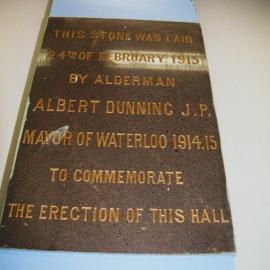 THIS STONE WAS LAID
24TH OF FEBRUARY 1915
BY ALDERMAN
ALBERT DUNNING J.P.
MAYOR OF WATERLOO 1914.15
TO COMMEMORATE
THE ERECTION OF THIS HALL